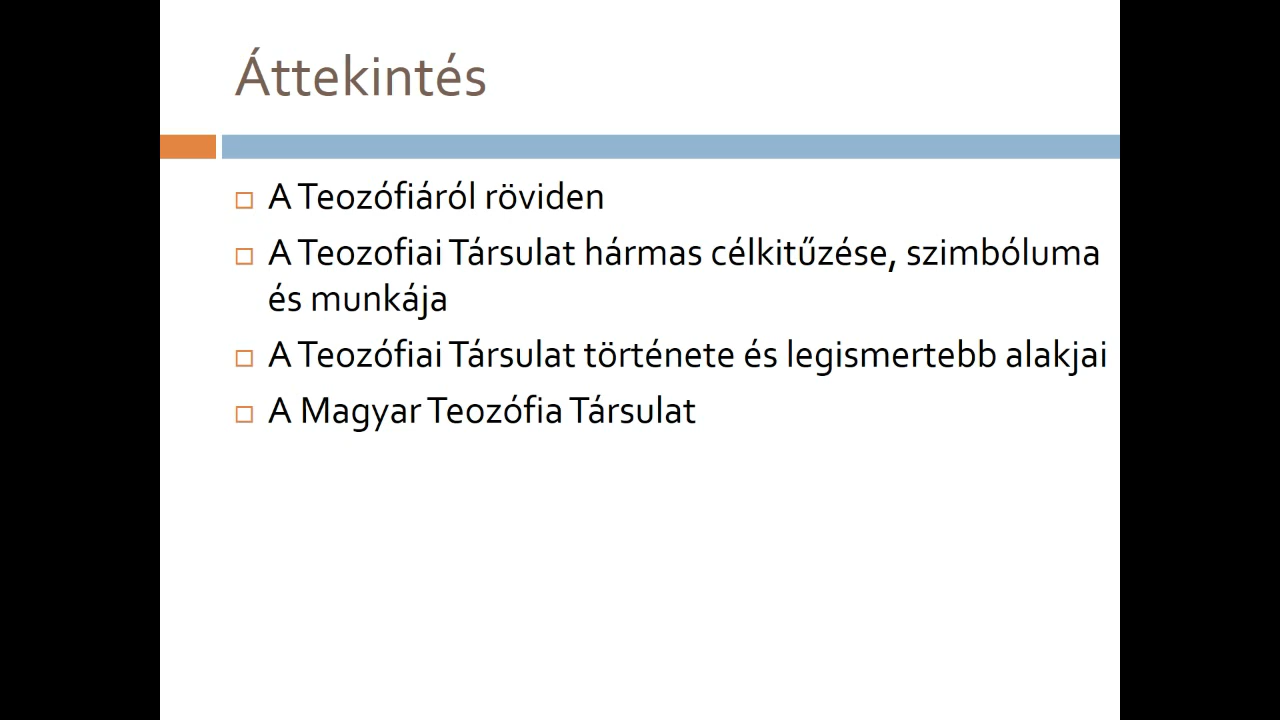 Áttekintés
A Teozófiáról röviden
A Teozofiai Társulat hármas célkitűzése, szimbóluma
és munkája
A Teozófiai Társulat története és legismertebb alakjai
A Magyar Teozófia Társulat